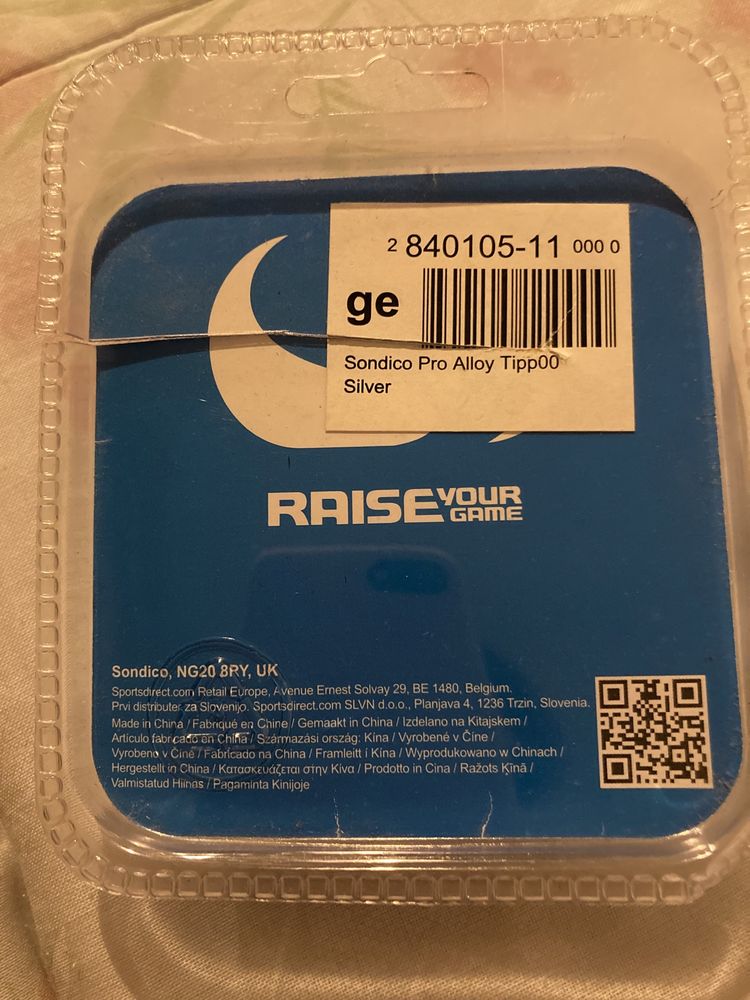 2 840105-11 000 0
ge
Sondico Pro Alloy Tipp00
Silver
RAISE YOUR GAME
Sondico, NG20 8RY, UK
Sportsdirect.com Retail Europe, Avenue Ernest Solvay 29, BE 1480, Belgium.
Prvi distributer za Slovenijo. Sportsdirect.com SLVN d.o.o., Planjava 4, 1236 Trzin, Slovenia.
Made in China / Fabriqué en Chine / Gemaakt in China / Izdelano na Kitajskem /
Artículo fabricado en China / Származási ország: Kína / Vyrobené v Číne /
Vyrobeno v Číně / Fabricado na China / Framleitt í Kína / Wyprodukowano w Chinach /
Hergestellt in China / Κατασκευάζεται στην Κίνα / Prodotto in Cina / Ražots Ķīnā /
Valmistatud Hiinas / Pagaminta Kinijoje